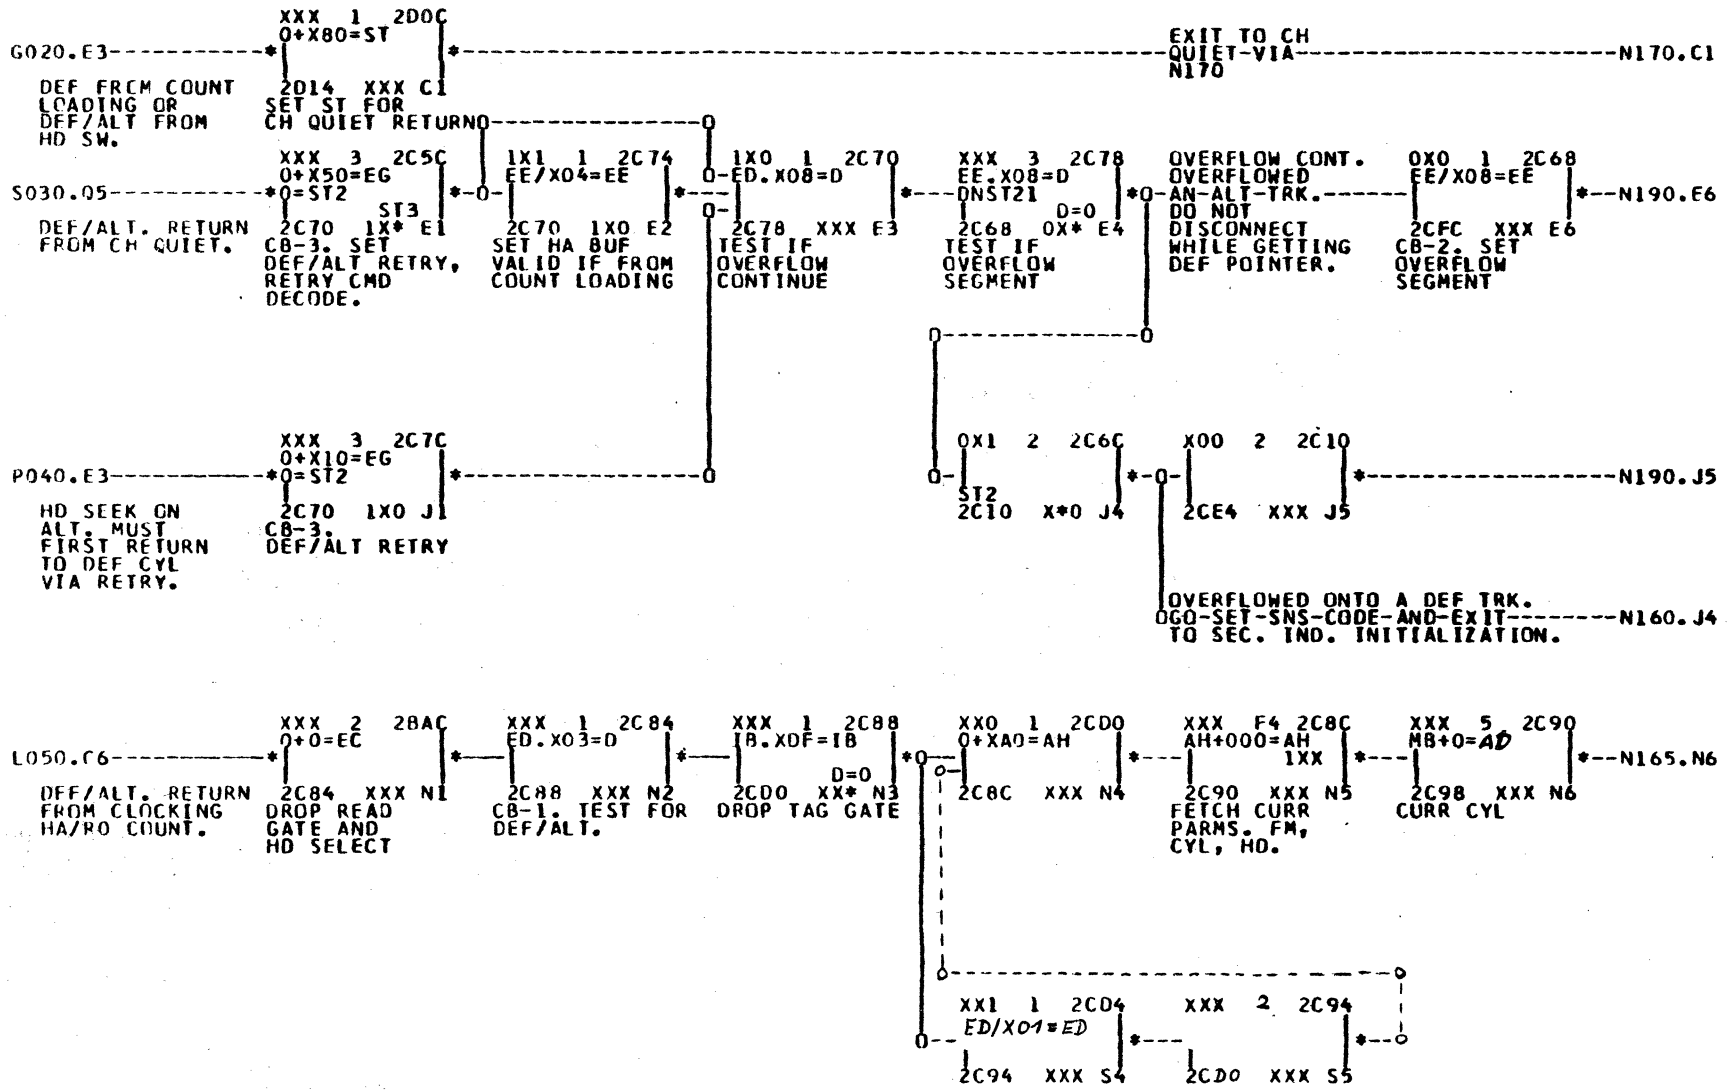 XXX 1 2D0C
0+X80=ST
G020.E3-----------*   *-----EXIT TO CH
QUIET-VIA-----N170.C1
N170
DEF FRCM COUNT
LOADING OR
DEF/ALT FROM
HD SW.
2D14 XXX C1
SET ST FOR
CH QUIET RETURN
XXX 3 2C5C
0+X50=EG
S030.05-----------*0=ST2
ST3
2C70 1X* E1
DEF/ALT. RETURN
FROM CH QUIET.
CB-3. SET
DEF/ALT RETRY,
RETRY CMD
DECODE.
1X1 1 2C74
EE/X04=EE
2C70 1X0 E2
SET HA BUF
VALID IF FROM
COUNT LOADING
1X0 1 2C70
ED.X08=D
2C78 XXX E3
TEST IF
OVERFLOW
CONTINUE
XXX 3 2C78
EE.X08=D
DNST21
D=0
2C68 0X* E4
TEST IF
OVERFLOW
SEGMENT
OVERFLOW CONT.
OVERFLOWED
AN-ALT-TRK.
DO NOT
DISCONNECT
WHILE GETTING
DEF POINTER.
0X0 1 2C68
EE/X08=EE
*--N190.E6
2CFC XXX E6
CB-2. SET
OVERFLOW
SEGMENT
XXX 3 2C7C
0+X10=EG
P040.E3-----------*0=ST2
2C70 1X0 J1
HD SEEK ON
ALT. MUST
FIRST RETURN
TO DEF CYL
VIA RETRY.
CB-3.
DEF/ALT RETRY
0X1 2 2C6C
ST2
2C10 X*0 J4
X00 2 2C10
*-----N190.J5
2CE4 XXX J5
OVERFLOWED ONTO A DEF TRK.
GO-SET-SNS-CODE-AND-EXIT-------N160.J4
TO SEC. IND. INITIALIZATION.
XXX 2 2BAC
0+0=EC
L050.C6-----------*
2C84 XXX N1
DEF/ALT. RETURN
FROM CLOCKING
HA/R0 COUNT.
DROP READ
GATE AND
HD SELECT
XXX 1 2C84
ED.X03=D
2C88 XXX N2
CB-1. TEST FOR
DEF/ALT.
XXX 1 2C88
IB.XDF=IB
D=0
2CD0 XX* N3
DROP TAG GATE
XX0 1 2CD0
0+XA0=AH
2C8C XXX N4
XXX F4 2C8C
AH+000=AH
1XX
2C90 XXX N5
FETCH CURR
PARMS. FM,
CYL, HD.
XXX 5 2C90
MB+0=AD
*--N165.N6
2C98 XXX N6
CURR CYL
XX1 1 2CD4
ED/X01=ED
2C94 XXX S4
XXX 2 2C94
2CD0 XXX S5